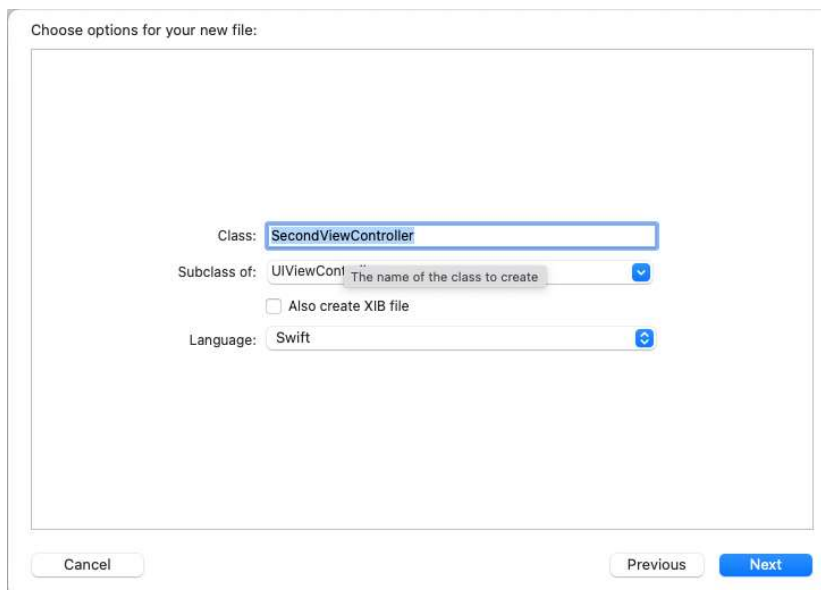 Choose options for your new file:
Class: SecondViewController
Subclass of: UIViewCont
The name of the class to create
Also create XIB file
Language: Swift
Cancel Previous Next